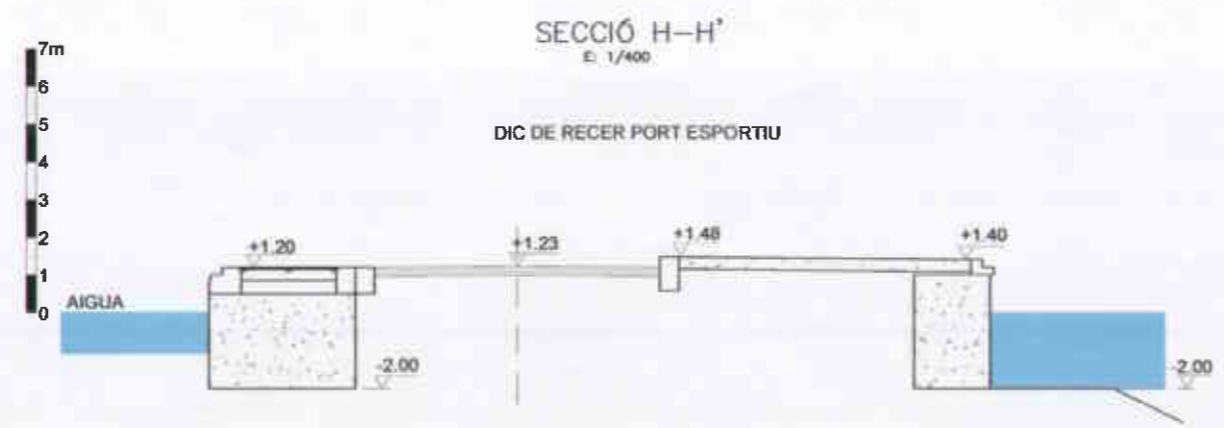 SECCIÓ H-H'
E: 1/400
7m
6
5
4
3
2
1
0
DIC DE RECER PORT ESPORTIU
+1.20
+1.23
+1.48
+1.40
AIGUA
-2.00
-2.00